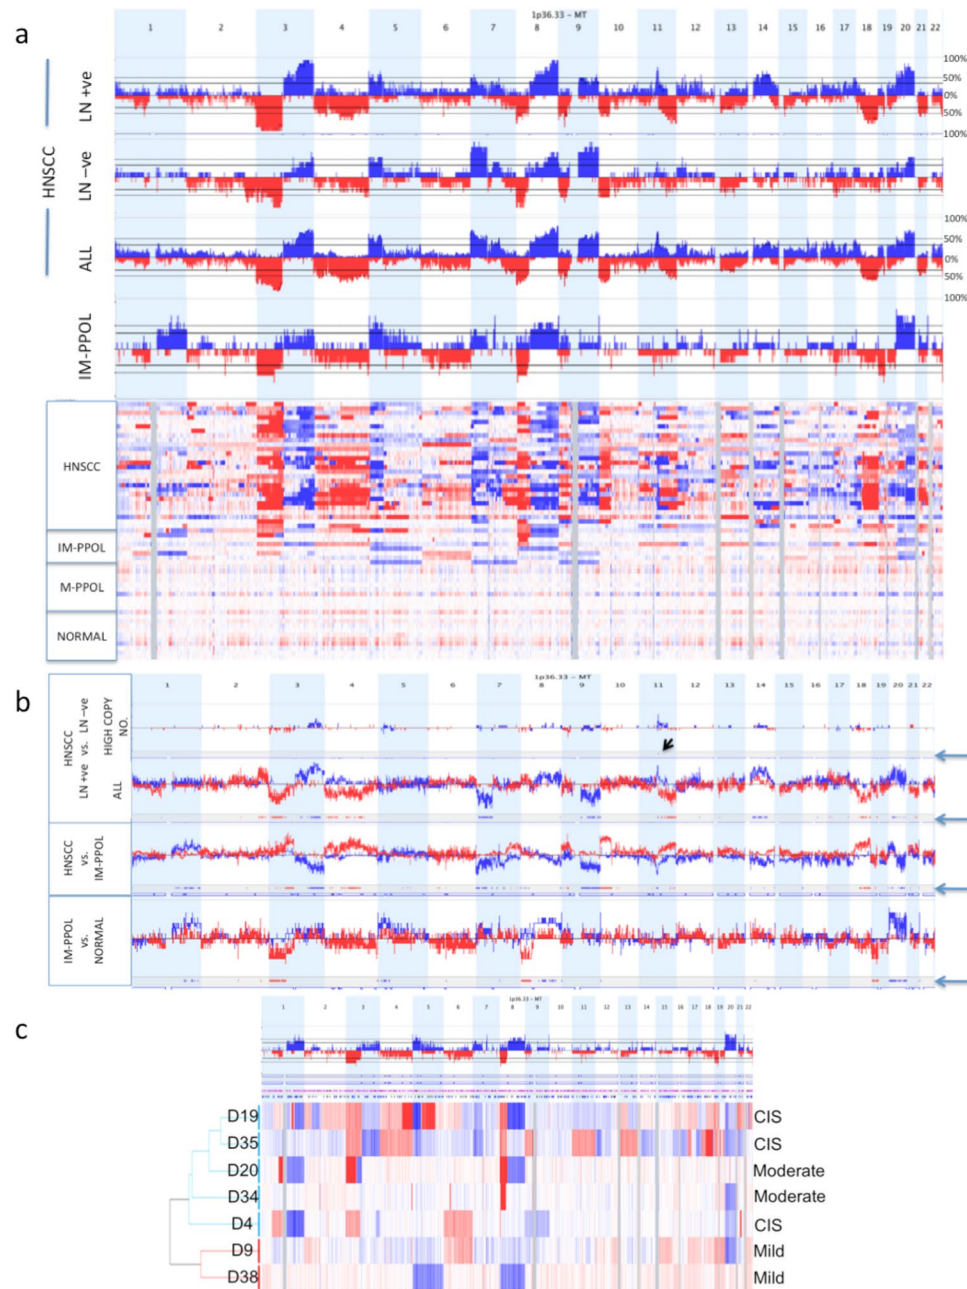 a
1p36.33 – MT
1 2 3 4 5 6 7 8 9 10 11 12 13 14 15 16 17 18 19 20 21 22
HNSCC
LN +ve
100%
50%
0%
50%
100%
LN –ve
ALL
100%
50%
0%
50%
100%
IM-PPOL
HNSCC
IM-PPOL
M-PPOL
NORMAL
b
1p36.33 – MT
1 2 3 4 5 6 7 8 9 10 11 12 13 14 15 16 17 18 19 20 21 22
HNSCC
LN +ve vs. LN –ve
HIGH COPY NO.
ALL
HNSCC
vs.
IM-PPOL
IM-PPOL
vs.
NORMAL
c
1p36.33 – MT
1 2 3 4 5 6 7 8 9 10 11 12 13 14 15 16 17 18 19 20 21 22
D19 CIS
D35 CIS
D20 Moderate
D34 Moderate
D4 CIS
D9 Mild
D38 Mild